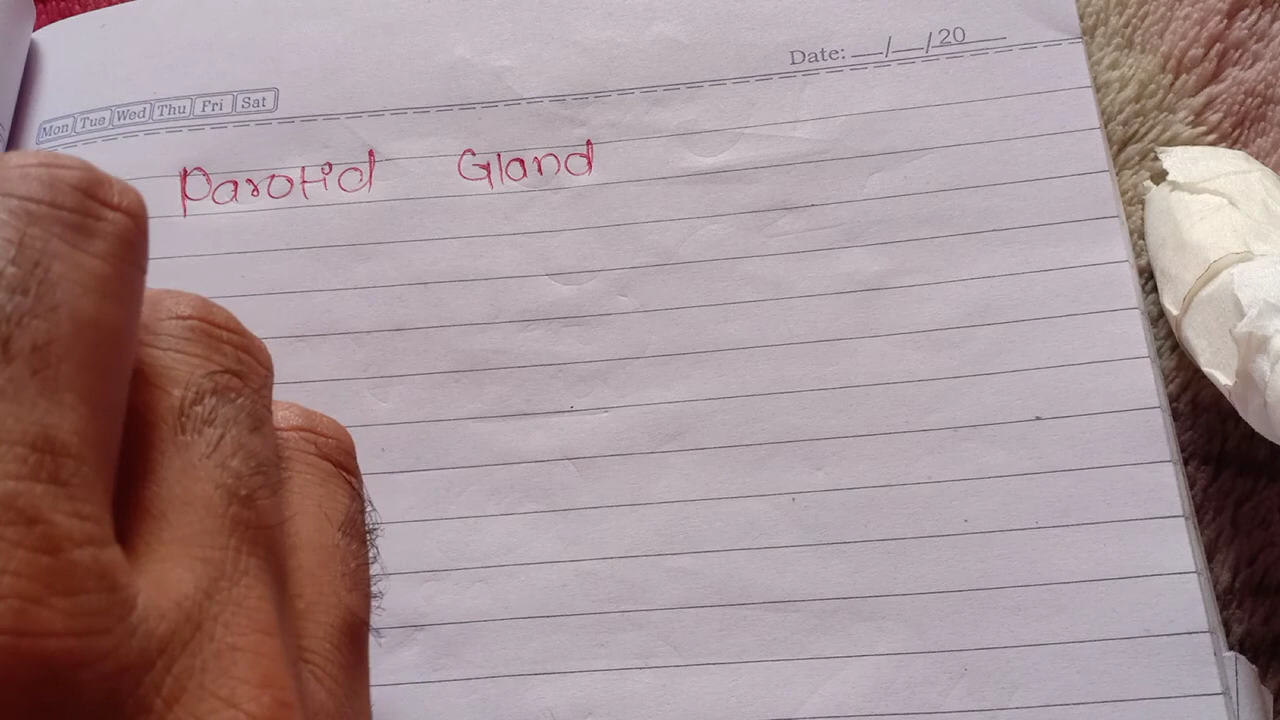 Date: __/__/20
Mon Tue Wed Thu Fri Sat
Parotid Gland